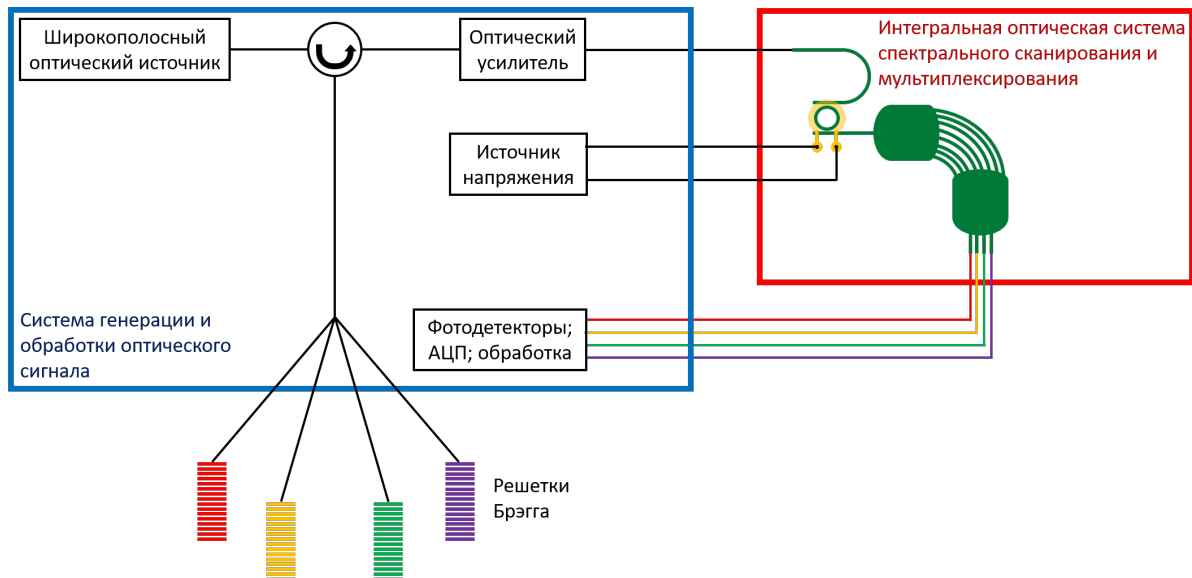 Широкополосный
оптический источник
Оптический
усилитель
Интегральная оптическая система
спектрального сканирования и
мультиплексирования
Источник
напряжения
Система генерации и
обработки оптического
сигнала
Фотодетекторы;
АЦП; обработка
Решетки
Брэгга